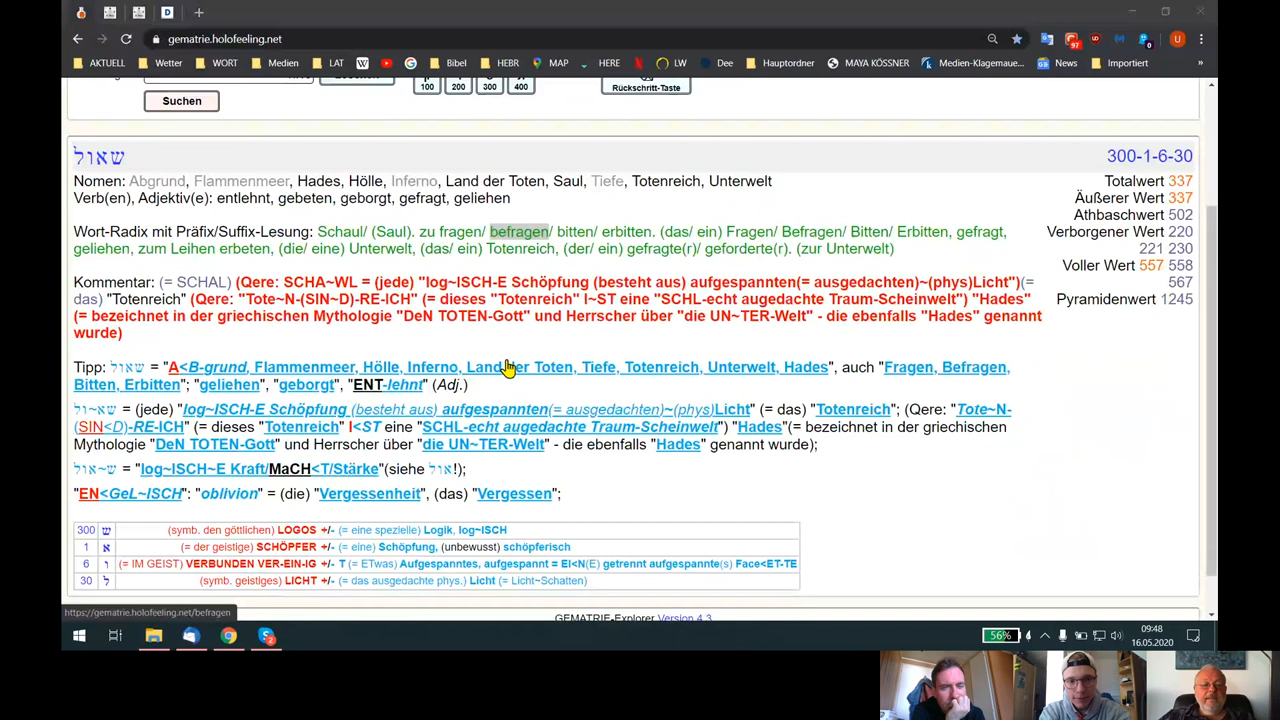 gematrie.holofeeling.net
97
0
U
AKTUELL Wetter WORT Medien LAT YouTube Bibel HEBR MAP HERE LW Dee Hauptordner MAYA KÖSSNER Medien-Klagemaue... News Importiert »
100 200 300 400 Rückschritt-Taste
Suchen
שאול 300-1-6-30
Nomen: Abgrund, Flammenmeer, Hades, Hölle, Inferno, Land der Toten, Saul, Tiefe, Totenreich, Unterwelt
Verb(en), Adjektiv(e): entlehnt, gebeten, geborgt, gefragt, geliehen
Totalwert 337
Äußerer Wert 337
Athbaschwert 502
Verborgener Wert 220
221 230
Voller Wert 557 558
567
Pyramidenwert 1245
Wort-Radix mit Präfix/Suffix-Lesung: Schaul/ (Saul). zu fragen/ befragen/ bitten/ erbitten. (das/ ein) Fragen/ Befragen/ Bitten/ Erbitten, gefragt,
geliehen, zum Leihen erbeten, (die/ eine) Unterwelt, (das/ ein) Totenreich, (der/ ein) gefragte(r)/ geforderte(r). (zur Unterwelt)
Kommentar: (= SCHAL) (Qere: SCHA~WL = (jede) "log~ISCH-E Schöpfung (besteht aus) aufgespannten(= ausgedachten)~(phys)Licht")(=
das) "Totenreich" (Qere: "Tote~N-(SIN~D)-RE-ICH" (= dieses "Totenreich" I~ST eine "SCHL-echt augedachte Traum-Scheinwelt") "Hades"
(= bezeichnet in der griechischen Mythologie "DeN TOTEN-Gott" und Herrscher über "die UN~TER-Welt" - die ebenfalls "Hades" genannt
wurde)
Tipp: שאול = "A<B-grund, Flammenmeer, Hölle, Inferno, Land der Toten, Tiefe, Totenreich, Unterwelt, Hades", auch "Fragen, Befragen,
Bitten, Erbitten"; "geliehen", "geborgt", "ENT-lehnt" (Adj.)
שא~ול = (jede) "log~ISCH-E Schöpfung (besteht aus) aufgespannten(= ausgedachten)~(phys)Licht" (= das) "Totenreich"; (Qere: "Tote~N-
(SIN<D)-RE-ICH" (= dieses "Totenreich" I<ST eine "SCHL-echt augedachte Traum-Scheinwelt") "Hades"(= bezeichnet in der griechischen
Mythologie "DeN TOTEN-Gott" und Herrscher über "die UN~TER-Welt" - die ebenfalls "Hades" genannt wurde);
ש~אול = "log~ISCH~E Kraft/MaCH<T/Stärke"(siehe אול!);
"EN<GeL~ISCH": "oblivion" = (die) "Vergessenheit", (das) "Vergessen";
300 ש (symb. den göttlichen) LOGOS +/- (= eine spezielle) Logik, log~ISCH
1 א (= der geistige) SCHÖPFER +/- (= eine) Schöpfung, (unbewusst) schöpferisch
6 ו (= IM GEIST) VERBUNDEN VER-EIN-IG +/- T (= ETwas) Aufgespanntes, aufgespannt = EI<N(E) getrennt aufgespannte(s) Face<ET-TE
30 ל (symb. geistiges) LICHT +/- (= das ausgedachte phys.) Licht (= Licht~Schatten)
https://gematrie.holofeeling.net/befragen
GEMATRIE-Explorer Version 4.3
56%
09:48
16.05.2020